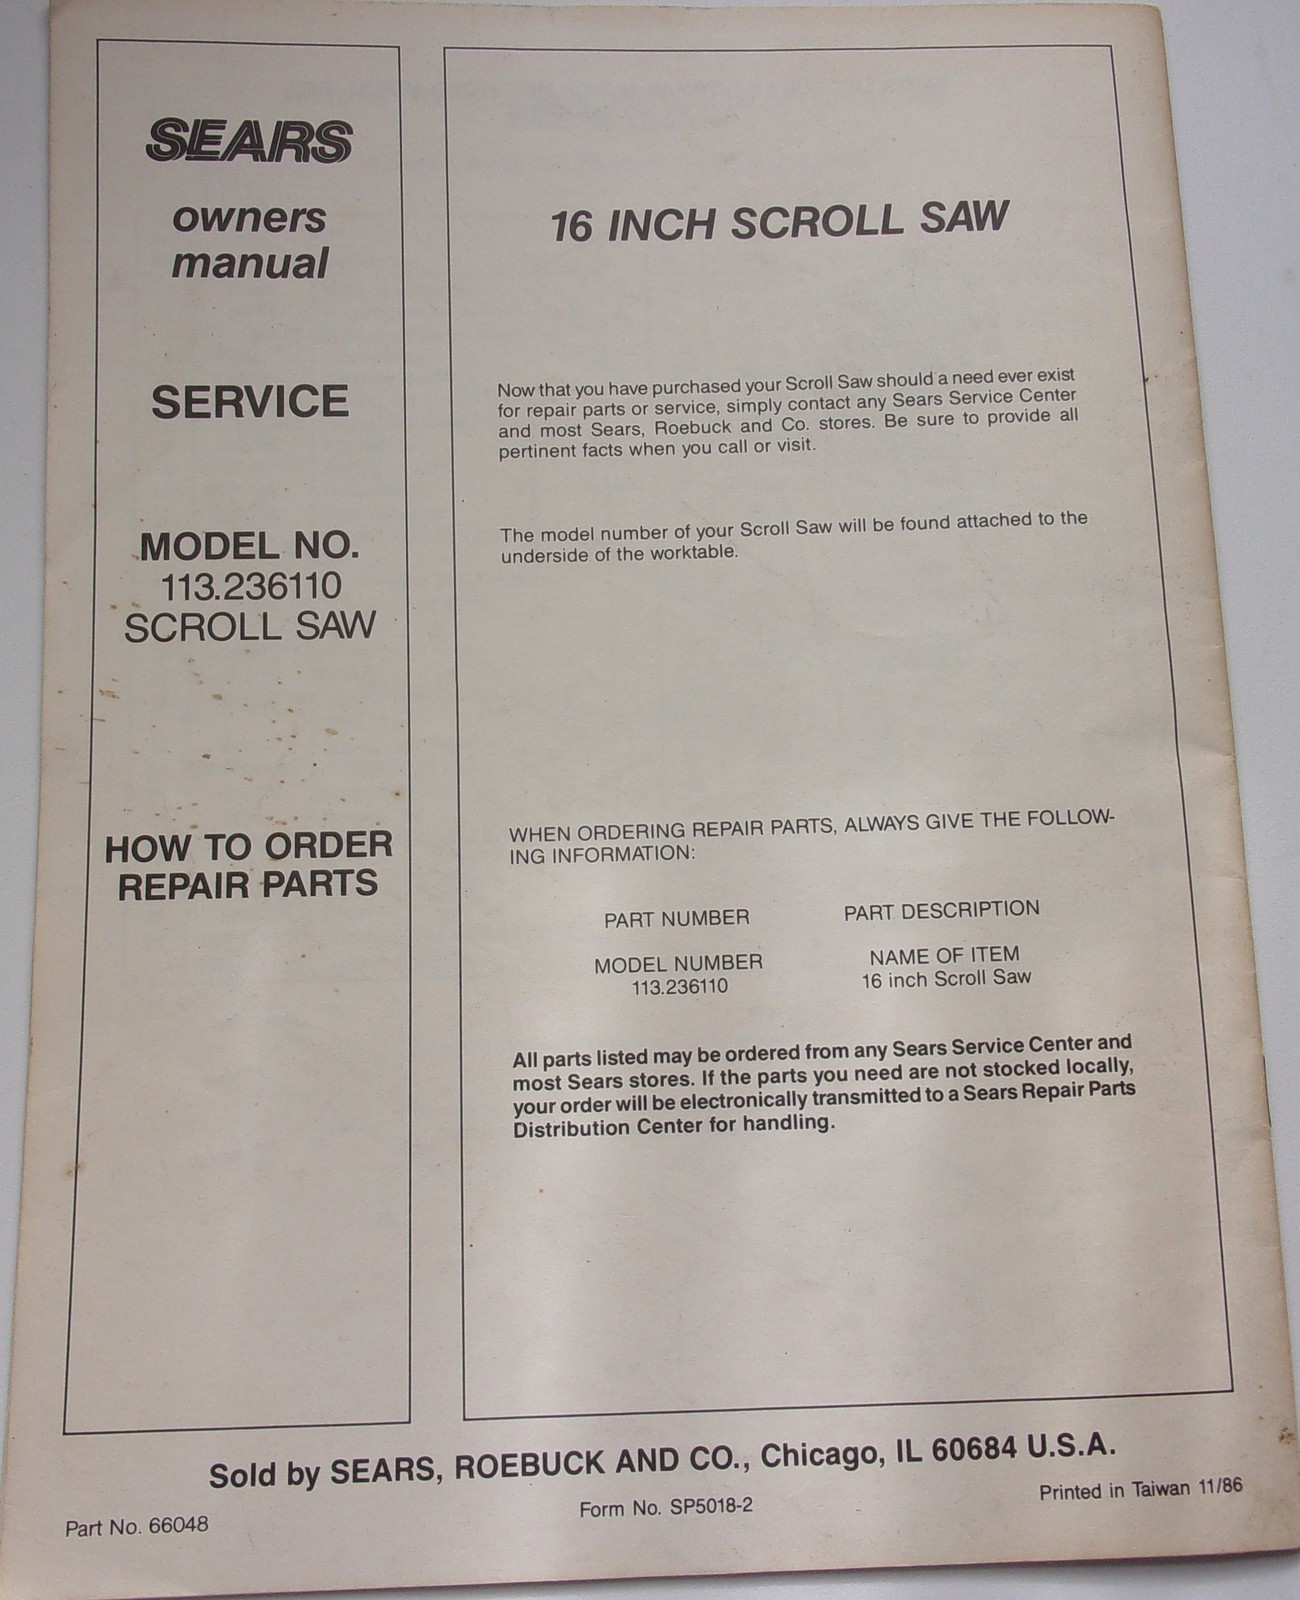 SEARS
owners
manual
SERVICE
MODEL NO.
113.236110
SCROLL SAW
HOW TO ORDER
REPAIR PARTS
16 INCH SCROLL SAW
Now that you have purchased your Scroll Saw should a need ever exist
for repair parts or service, simply contact any Sears Service Center
and most Sears, Roebuck and Co. stores. Be sure to provide all
pertinent facts when you call or visit.
The model number of your Scroll Saw will be found attached to the
underside of the worktable.
WHEN ORDERING REPAIR PARTS, ALWAYS GIVE THE FOLLOW-
ING INFORMATION:
PART NUMBER PART DESCRIPTION
MODEL NUMBER NAME OF ITEM
113.236110 16 inch Scroll Saw
All parts listed may be ordered from any Sears Service Center and
most Sears stores. If the parts you need are not stocked locally,
your order will be electronically transmitted to a Sears Repair Parts
Distribution Center for handling.
Sold by SEARS, ROEBUCK AND CO., Chicago, IL 60684 U.S.A.
Part No. 66048 Form No. SP5018-2 Printed in Taiwan 11/86